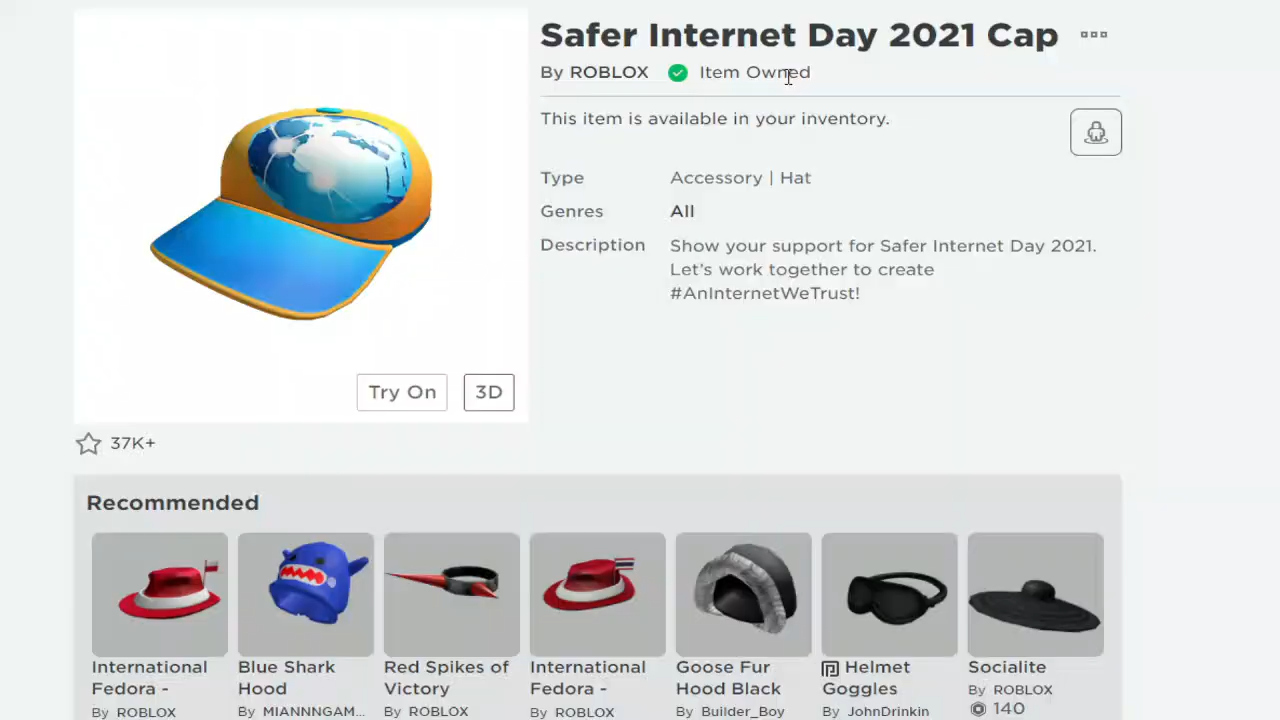 Safer Internet Day 2021 Cap
By ROBLOX Item Owned
This item is available in your inventory.
Type Accessory | Hat
Genres All
Description Show your support for Safer Internet Day 2021.
Let's work together to create
#AnInternetWeTrust!
Try On 3D
37K+
Recommended
International Fedora -
By ROBLOX
Blue Shark Hood
By MIANNNGAM...
Red Spikes of Victory
By ROBLOX
International Fedora -
By ROBLOX
Goose Fur Hood Black
By Builder_Boy
Helmet Goggles
By JohnDrinkin
Socialite
By ROBLOX
140